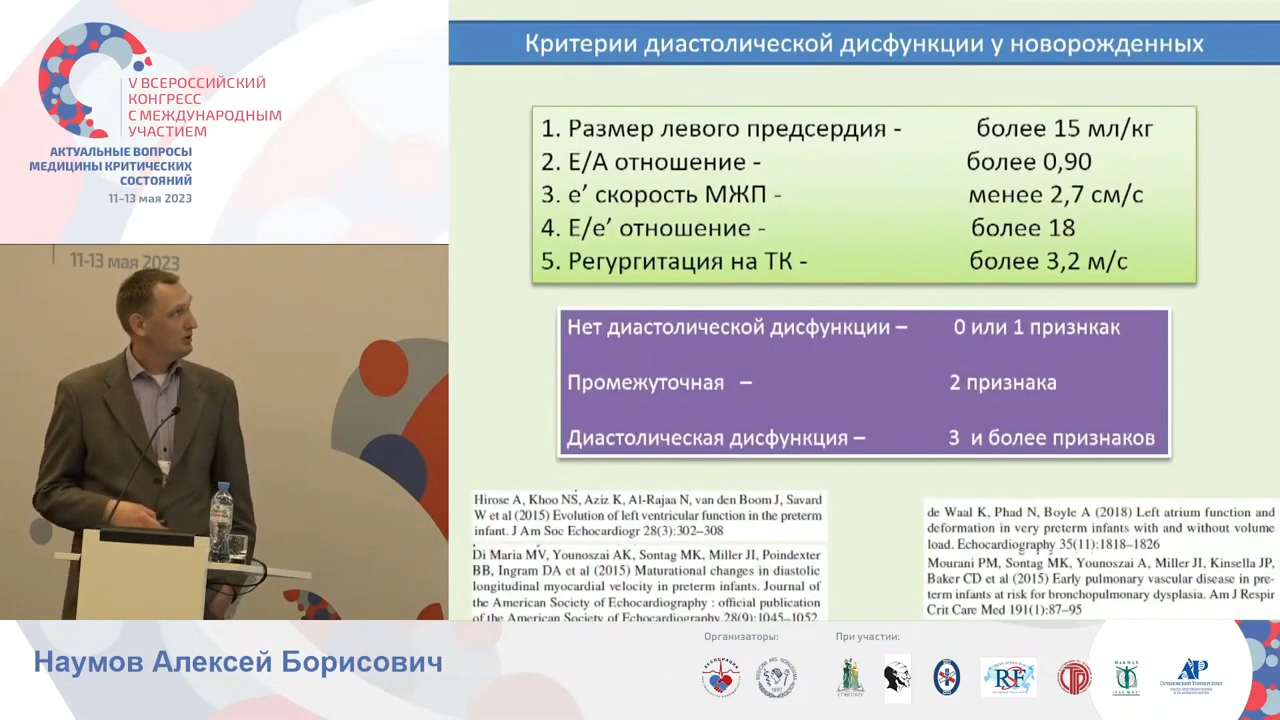 V ВСЕРОССИЙСКИЙ
КОНГРЕСС
С МЕЖДУНАРОДНЫМ
УЧАСТИЕМ
АКТУАЛЬНЫЕ ВОПРОСЫ
МЕДИЦИНЫ КРИТИЧЕСКИХ
СОСТОЯНИЙ
11–13 мая 2023
11-13 мая 2023
Критерии диастолической дисфункции у новорожденных
1. Размер левого предсердия - более 15 мл/кг
2. E/A отношение - более 0,90
3. e’ скорость МЖП - менее 2,7 см/с
4. E/e’ отношение - более 18
5. Регургитация на ТК - более 3,2 м/с
Нет диастолической дисфункции – 0 или 1 признкак
Промежуточная – 2 признака
Диастолическая дисфункция – 3 и более признаков
Hirose A, Khoo NS, Aziz K, Al-Rajaa N, van den Boom J, Savard
W et al (2015) Evolution of left ventricular function in the preterm
infant. J Am Soc Echocardiogr 28(3):302–308
Di Maria MV, Younoszai AK, Sontag MK, Miller JI, Poindexter
BB, Ingram DA et al (2015) Maturational changes in diastolic
longitudinal myocardial velocity in preterm infants. Journal of
the American Society of Echocardiography : official publication
of the American Society of Echocardiography 28(9):1045–1052
de Waal K, Phad N, Boyle A (2018) Left atrium function and
deformation in very preterm infants with and without volume
load. Echocardiography 35(11):1818–1826
Mourani PM, Sontag MK, Younoszai A, Miller JI, Kinsella JP,
Baker CD et al (2015) Early pulmonary vascular disease in pre-
term infants at risk for bronchopulmonary dysplasia. Am J Respir
Crit Care Med 191(1):87–95
Наумов Алексей Борисович
Организаторы:
При участии:
RSF